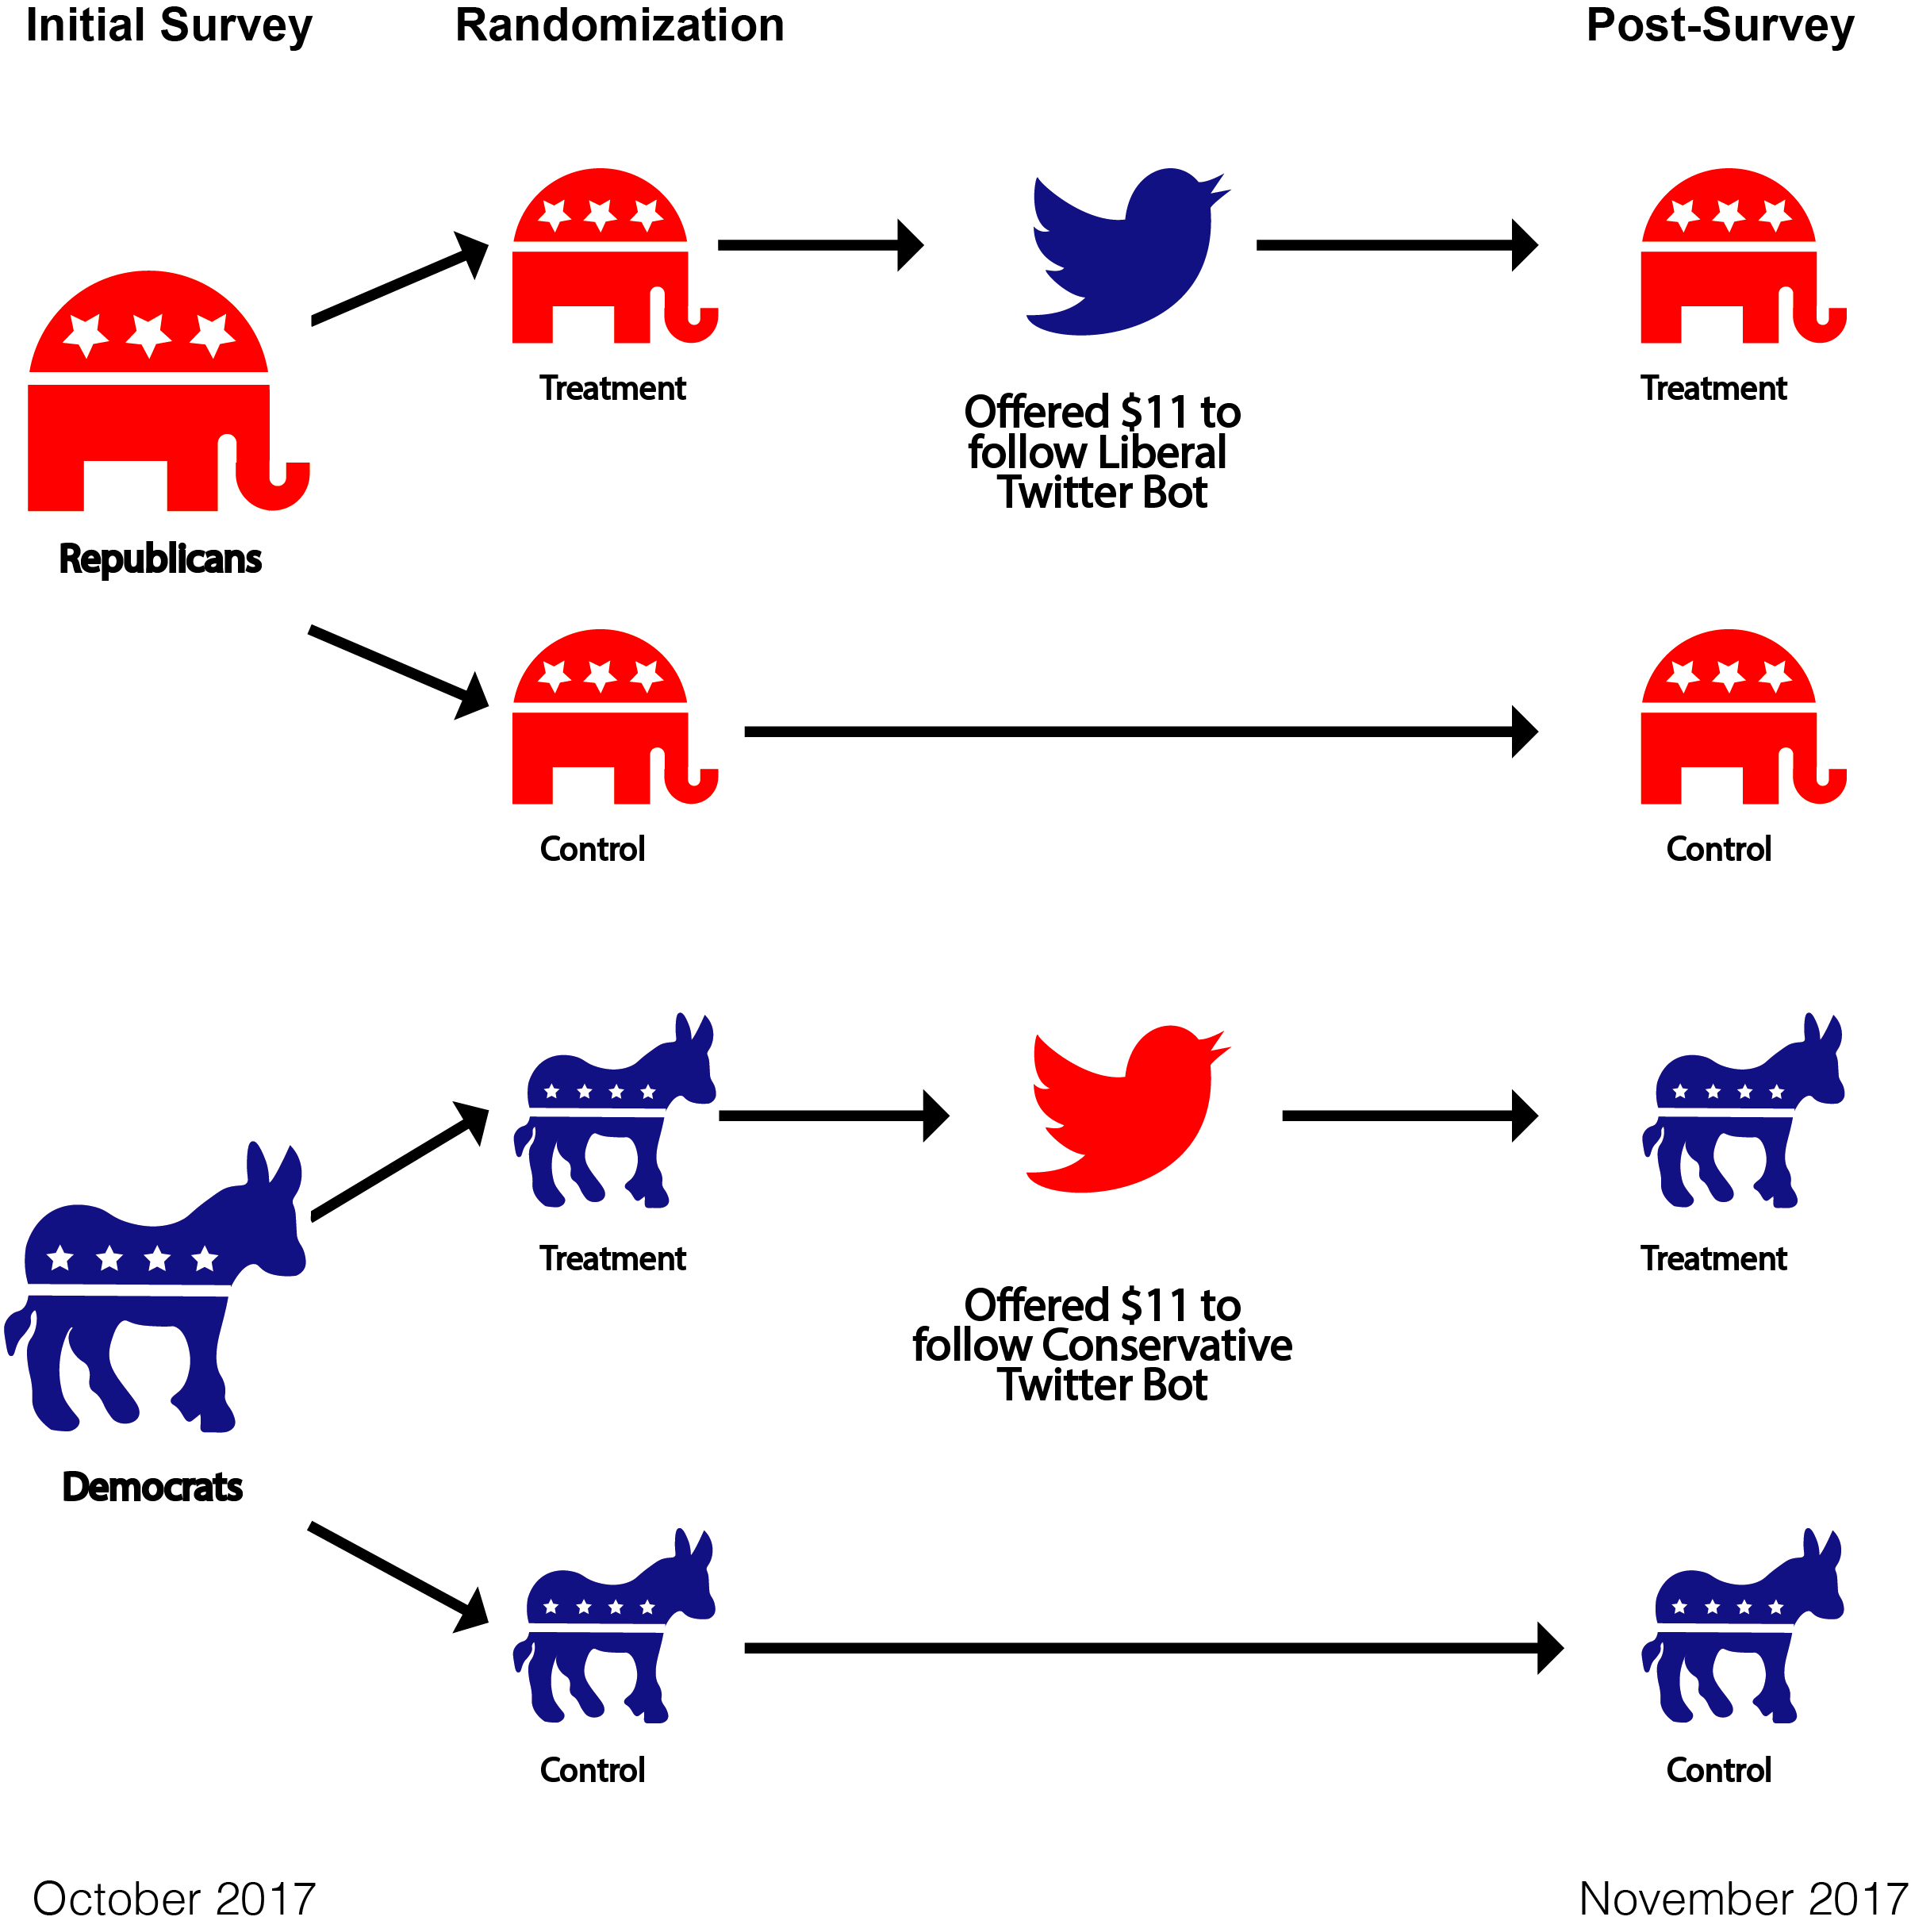 Initial Survey
Randomization
Post-Survey
Treatment
Treatment
Offered $11 to
follow Liberal
Twitter Bot
Republicans
Control
Control
Treatment
Treatment
Offered $11 to
follow Conservative
Twitter Bot
Democrats
Control
Control
October 2017
November 2017